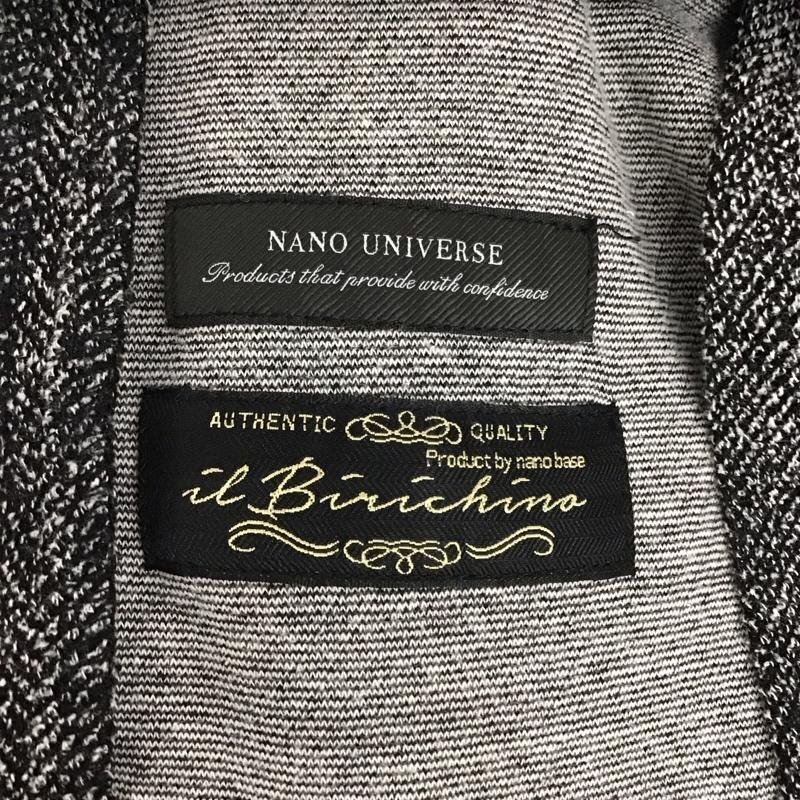 NANO UNIVERSE
Products that provide with confidence
AUTHENTIC QUALITY
Product by nano base
il Birichino